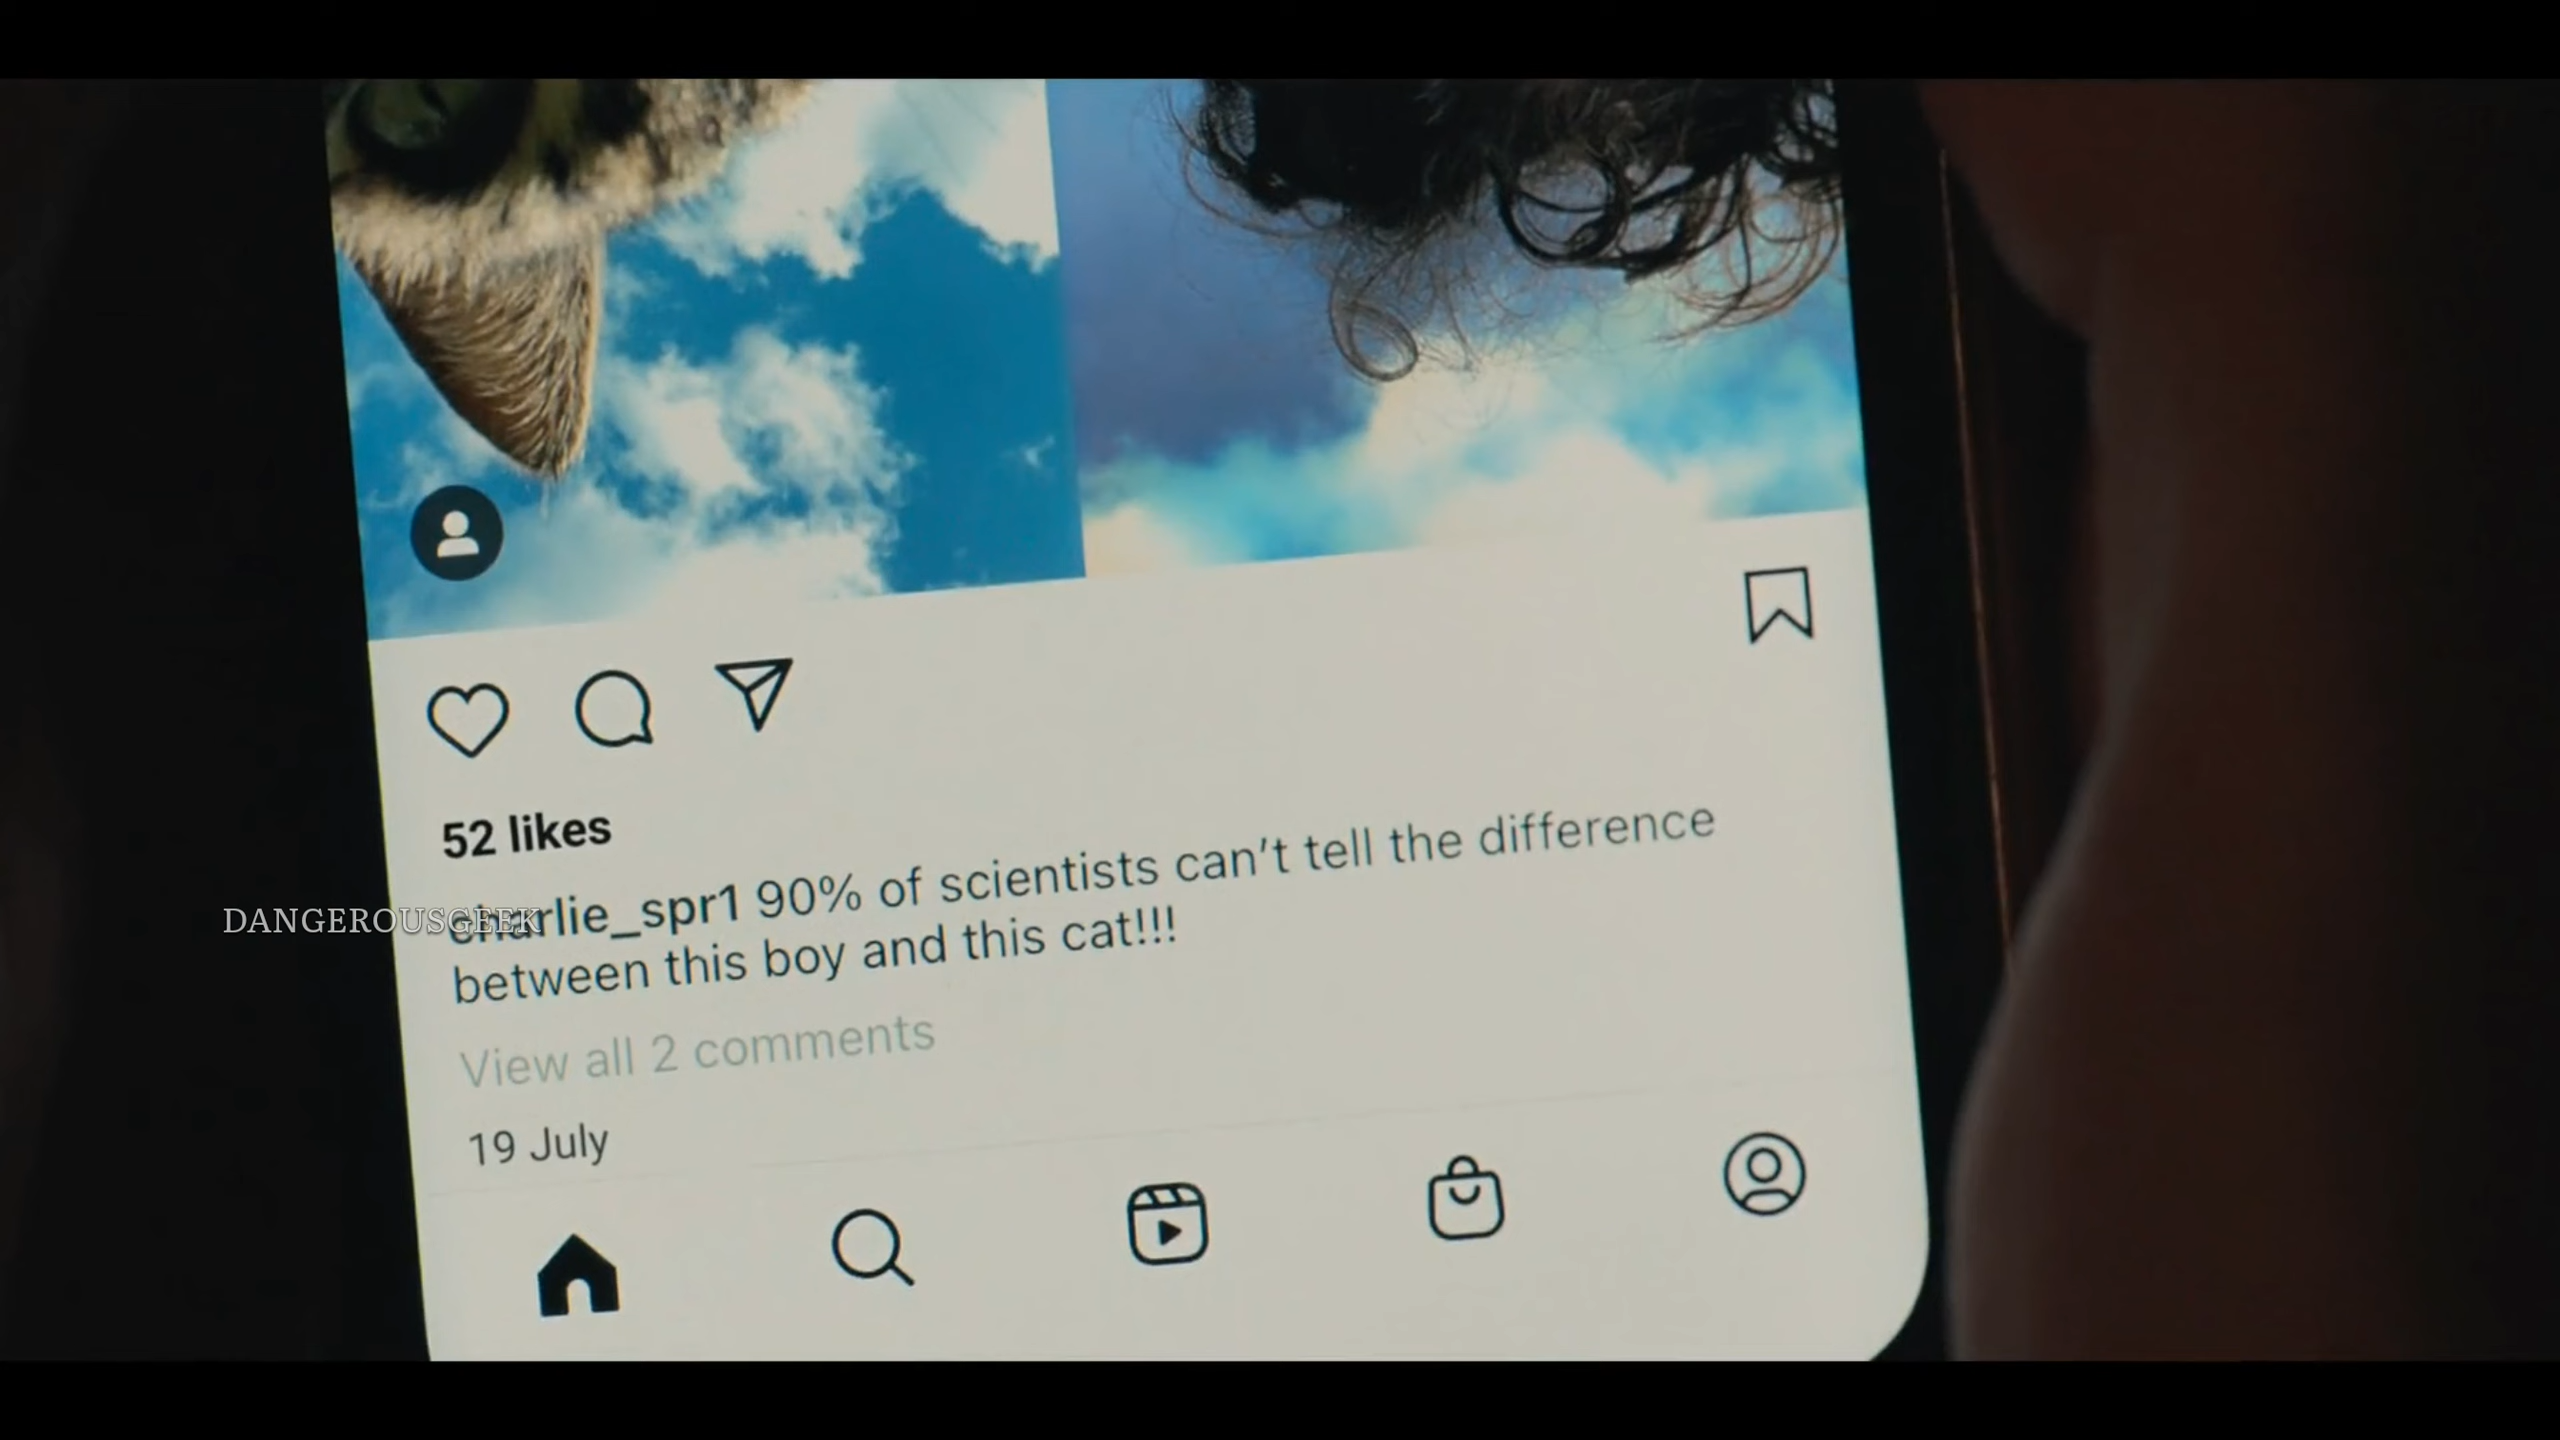 52 likes
charlie_spr1 90% of scientists can't tell the difference
between this boy and this cat!!!
View all 2 comments
19 July
DANGEROUSGEEK